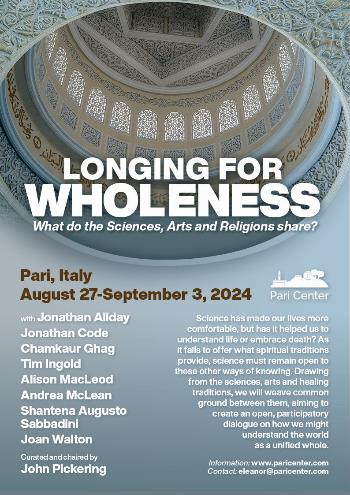 LONGING FOR
WHOLENESS
What do the Sciences, Arts and Religions share?
Pari, Italy
August 27-September 3, 2024
Pari Center
with Jonathan Allday
Jonathan Code
Chamkaur Ghag
Tim Ingold
Alison MacLeod
Andrea McLean
Shantena Augusto
Sabbadini
Joan Walton
Curated and chaired by
John Pickering
Science has made our lives more
comfortable, but has it helped us to
understand life or embrace death? As
it fails to offer what spiritual traditions
provide, science must remain open to
these other ways of knowing. Drawing
from the sciences, arts and healing
traditions, we will weave common
ground between them, aiming to
create an open, participatory
dialogue on how we might
understand the world
as a unified whole.
Information: www.paricenter.com
Contact: eleanor@paricenter.com